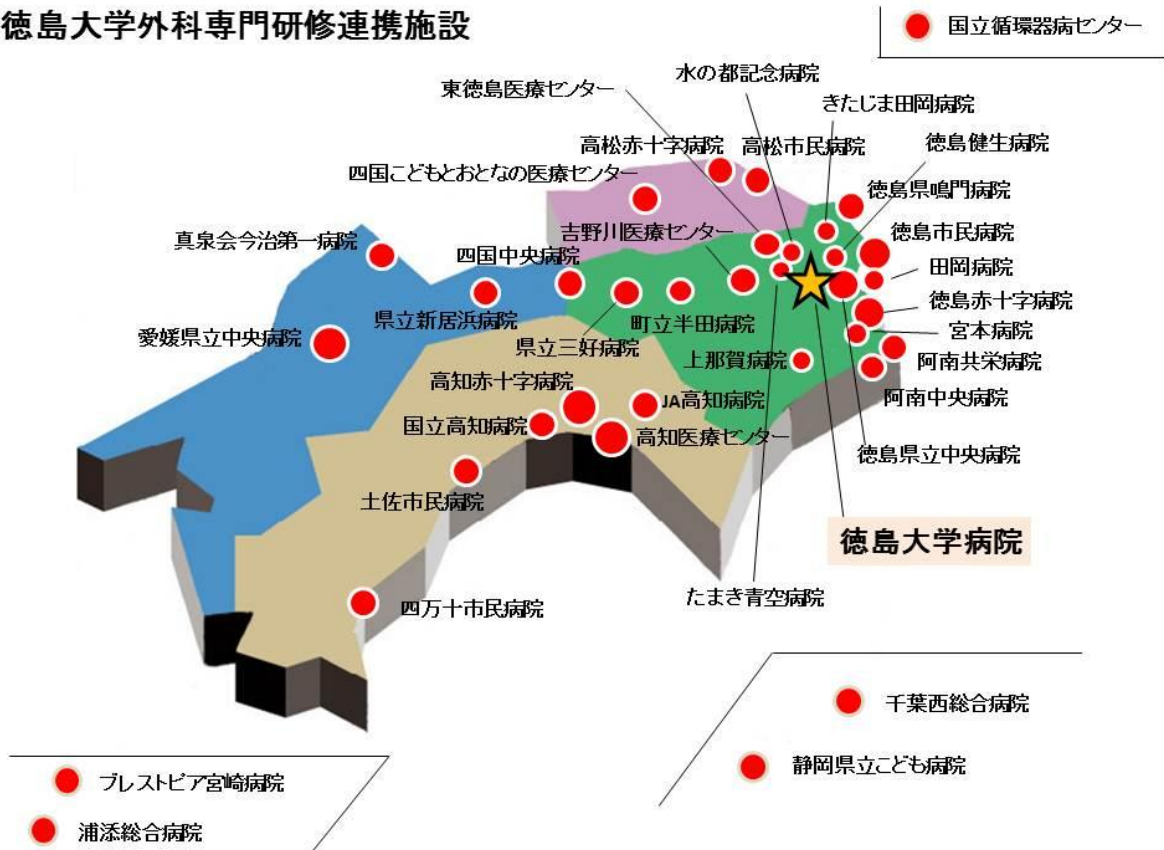 徳島大学外科専門研修連携施設
国立循環器病センター
水の都記念病院
東徳島医療センター
きたじま田岡病院
高松赤十字病院
高松市民病院
徳島健生病院
四国こどもとおとなの医療センター
徳島県鳴門病院
吉野川医療センター
徳島市民病院
真泉会今治第一病院
四国中央病院
田岡病院
徳島赤十字病院
県立新居浜病院
町立半田病院
宮本病院
愛媛県立中央病院
県立三好病院
上那賀病院
阿南共栄病院
高知赤十字病院
JA高知病院
阿南中央病院
国立高知病院
高知医療センター
徳島県立中央病院
土佐市民病院
徳島大学病院
たまき青空病院
四万十市民病院
千葉西総合病院
静岡県立こども病院
ブレストピア宮崎病院
浦添総合病院